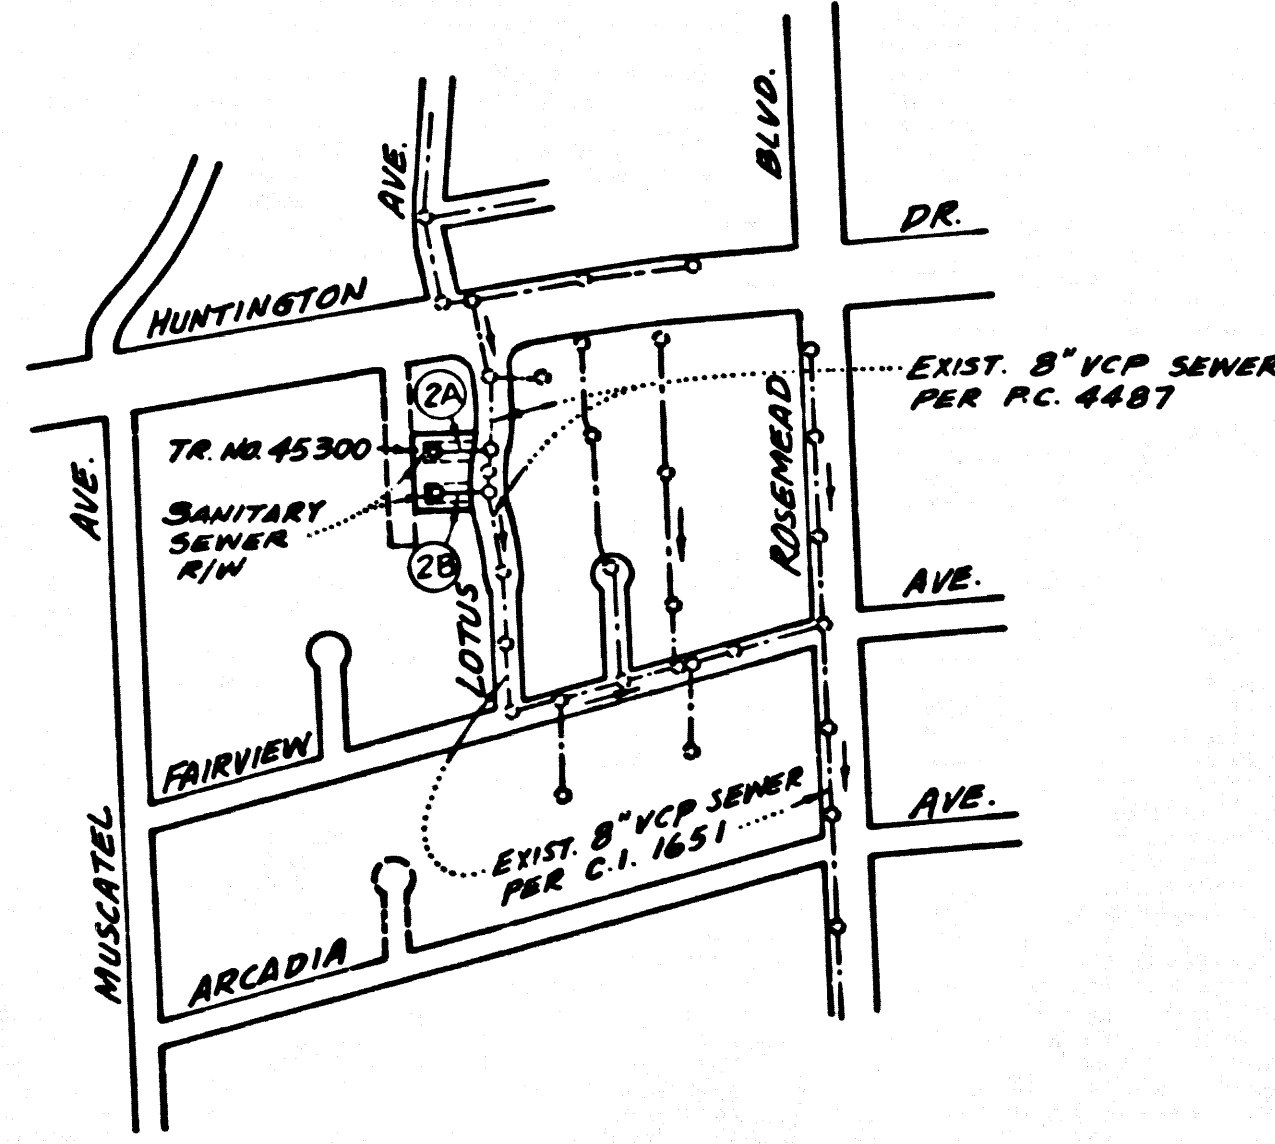 BLVD.
AVE.
DR.
HUNTINGTON
EXIST. 8" VCP SEWER
PER P.C. 4487
2A
TR. NO. 45300
ROSEMEAD
AVE.
SANITARY
SEWER
R/W
2B
AVE.
LOTUS
FAIRVIEW
AVE.
EXIST. 8" VCP SEWER
PER C.I. 1651
MUSCATEL
ARCADIA